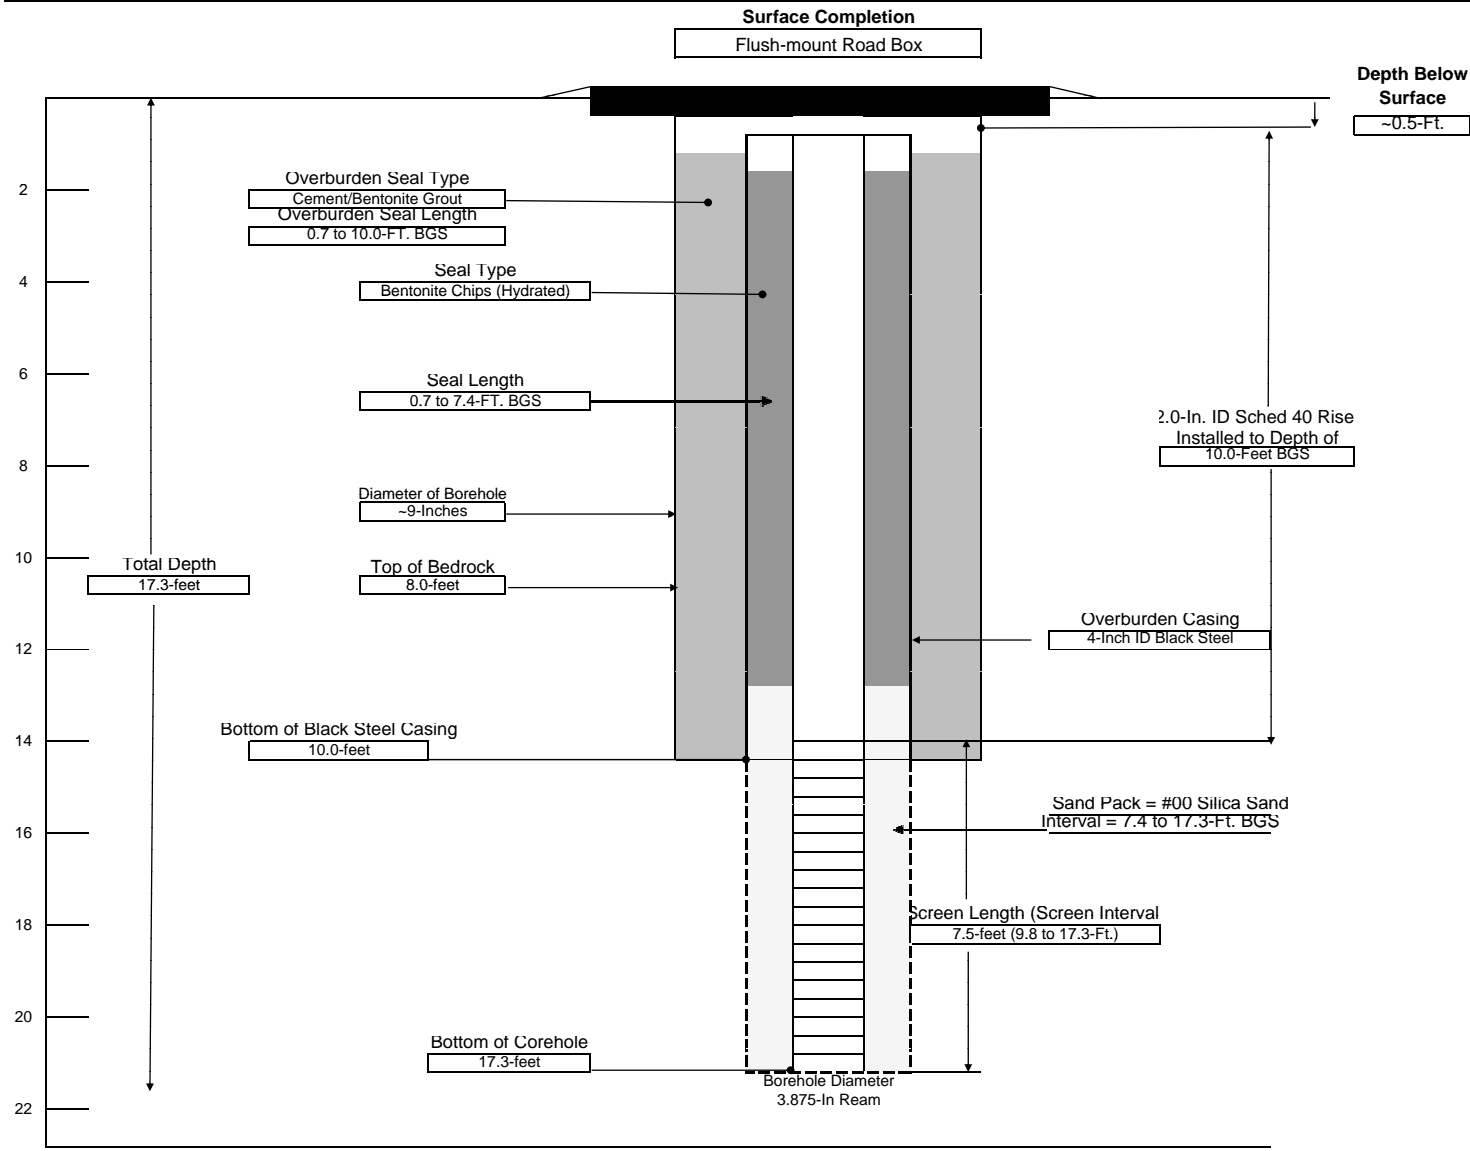 Surface Completion
Flush-mount Road Box
Depth Below
Surface
~0.5-Ft.
2
Overburden Seal Type
Cement/Bentonite Grout
Overburden Seal Length
0.7 to 10.0-FT. BGS
Seal Type
4
Bentonite Chips (Hydrated)
6
Seal Length
0.7 to 7.4-FT. BGS
2.0-In. ID Sched 40 Rise
Installed to Depth of
10.0-Feet BGS
8
Diameter of Borehole
~9-Inches
10
Total Depth
17.3-feet
Top of Bedrock
8.0-feet
Overburden Casing
4-Inch ID Black Steel
12
Bottom of Black Steel Casing
14
10.0-feet
Sand Pack = #00 Silica Sand
Interval = 7.4 to 17.3-Ft. BGS
16
Screen Length (Screen Interval
18
7.5-feet (9.8 to 17.3-Ft.)
20
Bottom of Corehole
17.3-feet
Borehole Diameter
3.875-In Ream
22